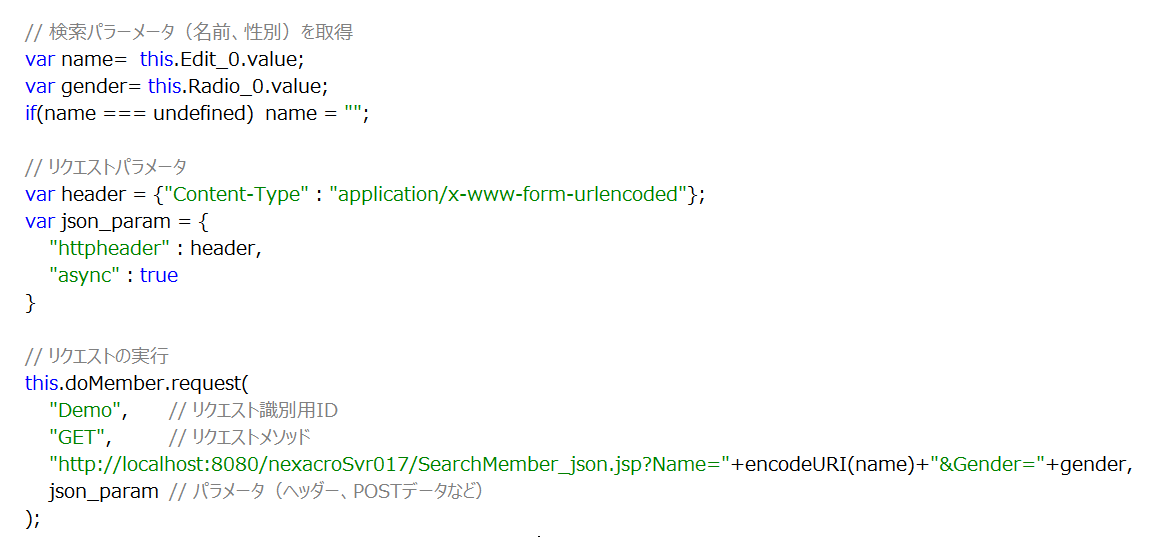 // 検索パラーメータ（名前、性別）を取得
var name=  this.Edit_0.value;
var gender= this.Radio_0.value;
if(name === undefined)  name = "";
// リクエストパラメータ
var header = {"Content-Type" : "application/x-www-form-urlencoded"};
var json_param = {
    "httpheader" : header,
    "async" : true
}
// リクエストの実行
this.doMember.request(
    "Demo",    // リクエスト識別用ID
    "GET",    // リクエストメソッド
    "http://localhost:8080/nexacroSvr017/SearchMember_json.jsp?Name="+encodeURI(name)+"&Gender="+gender,
    json_param  // パラメータ（ヘッダー、POSTデータなど）
);